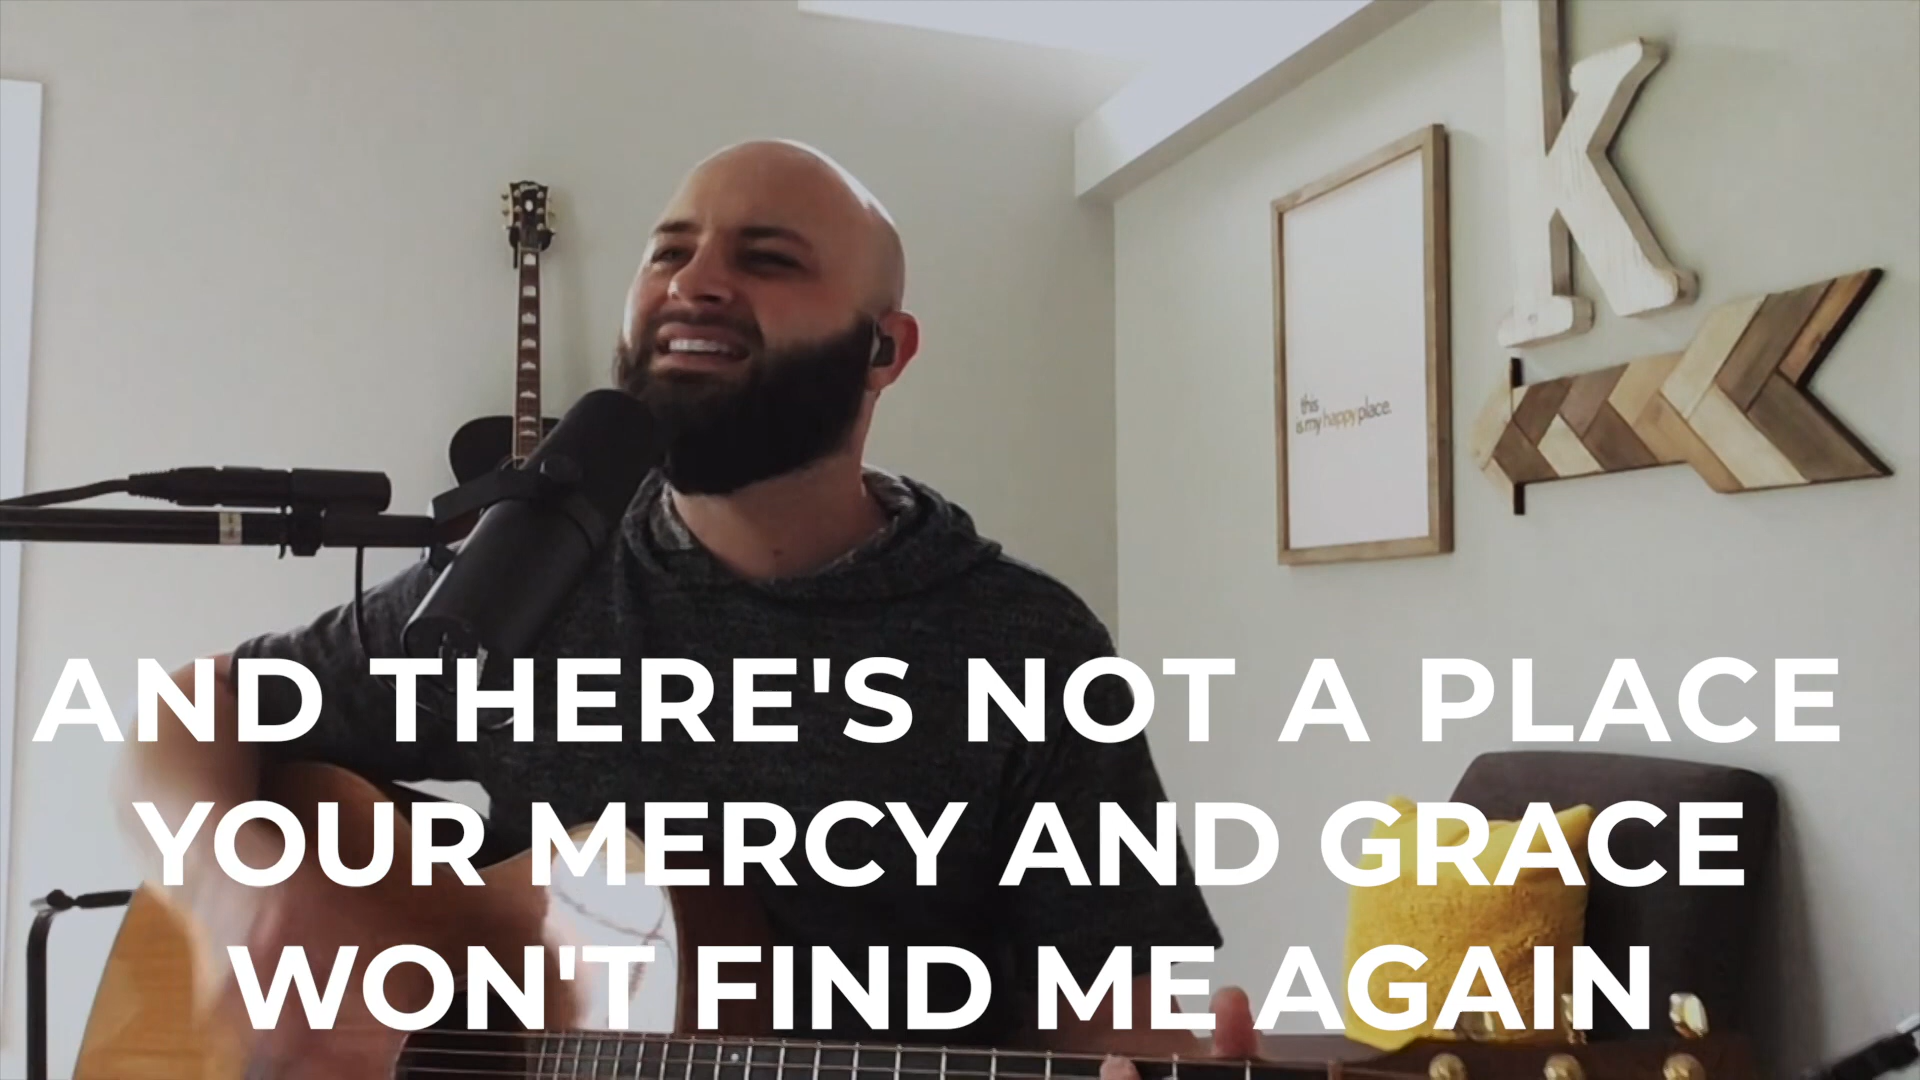 K
this
is my happy place.
AND THERE'S NOT A PLACE
YOUR MERCY AND GRACE
WON'T FIND ME AGAIN